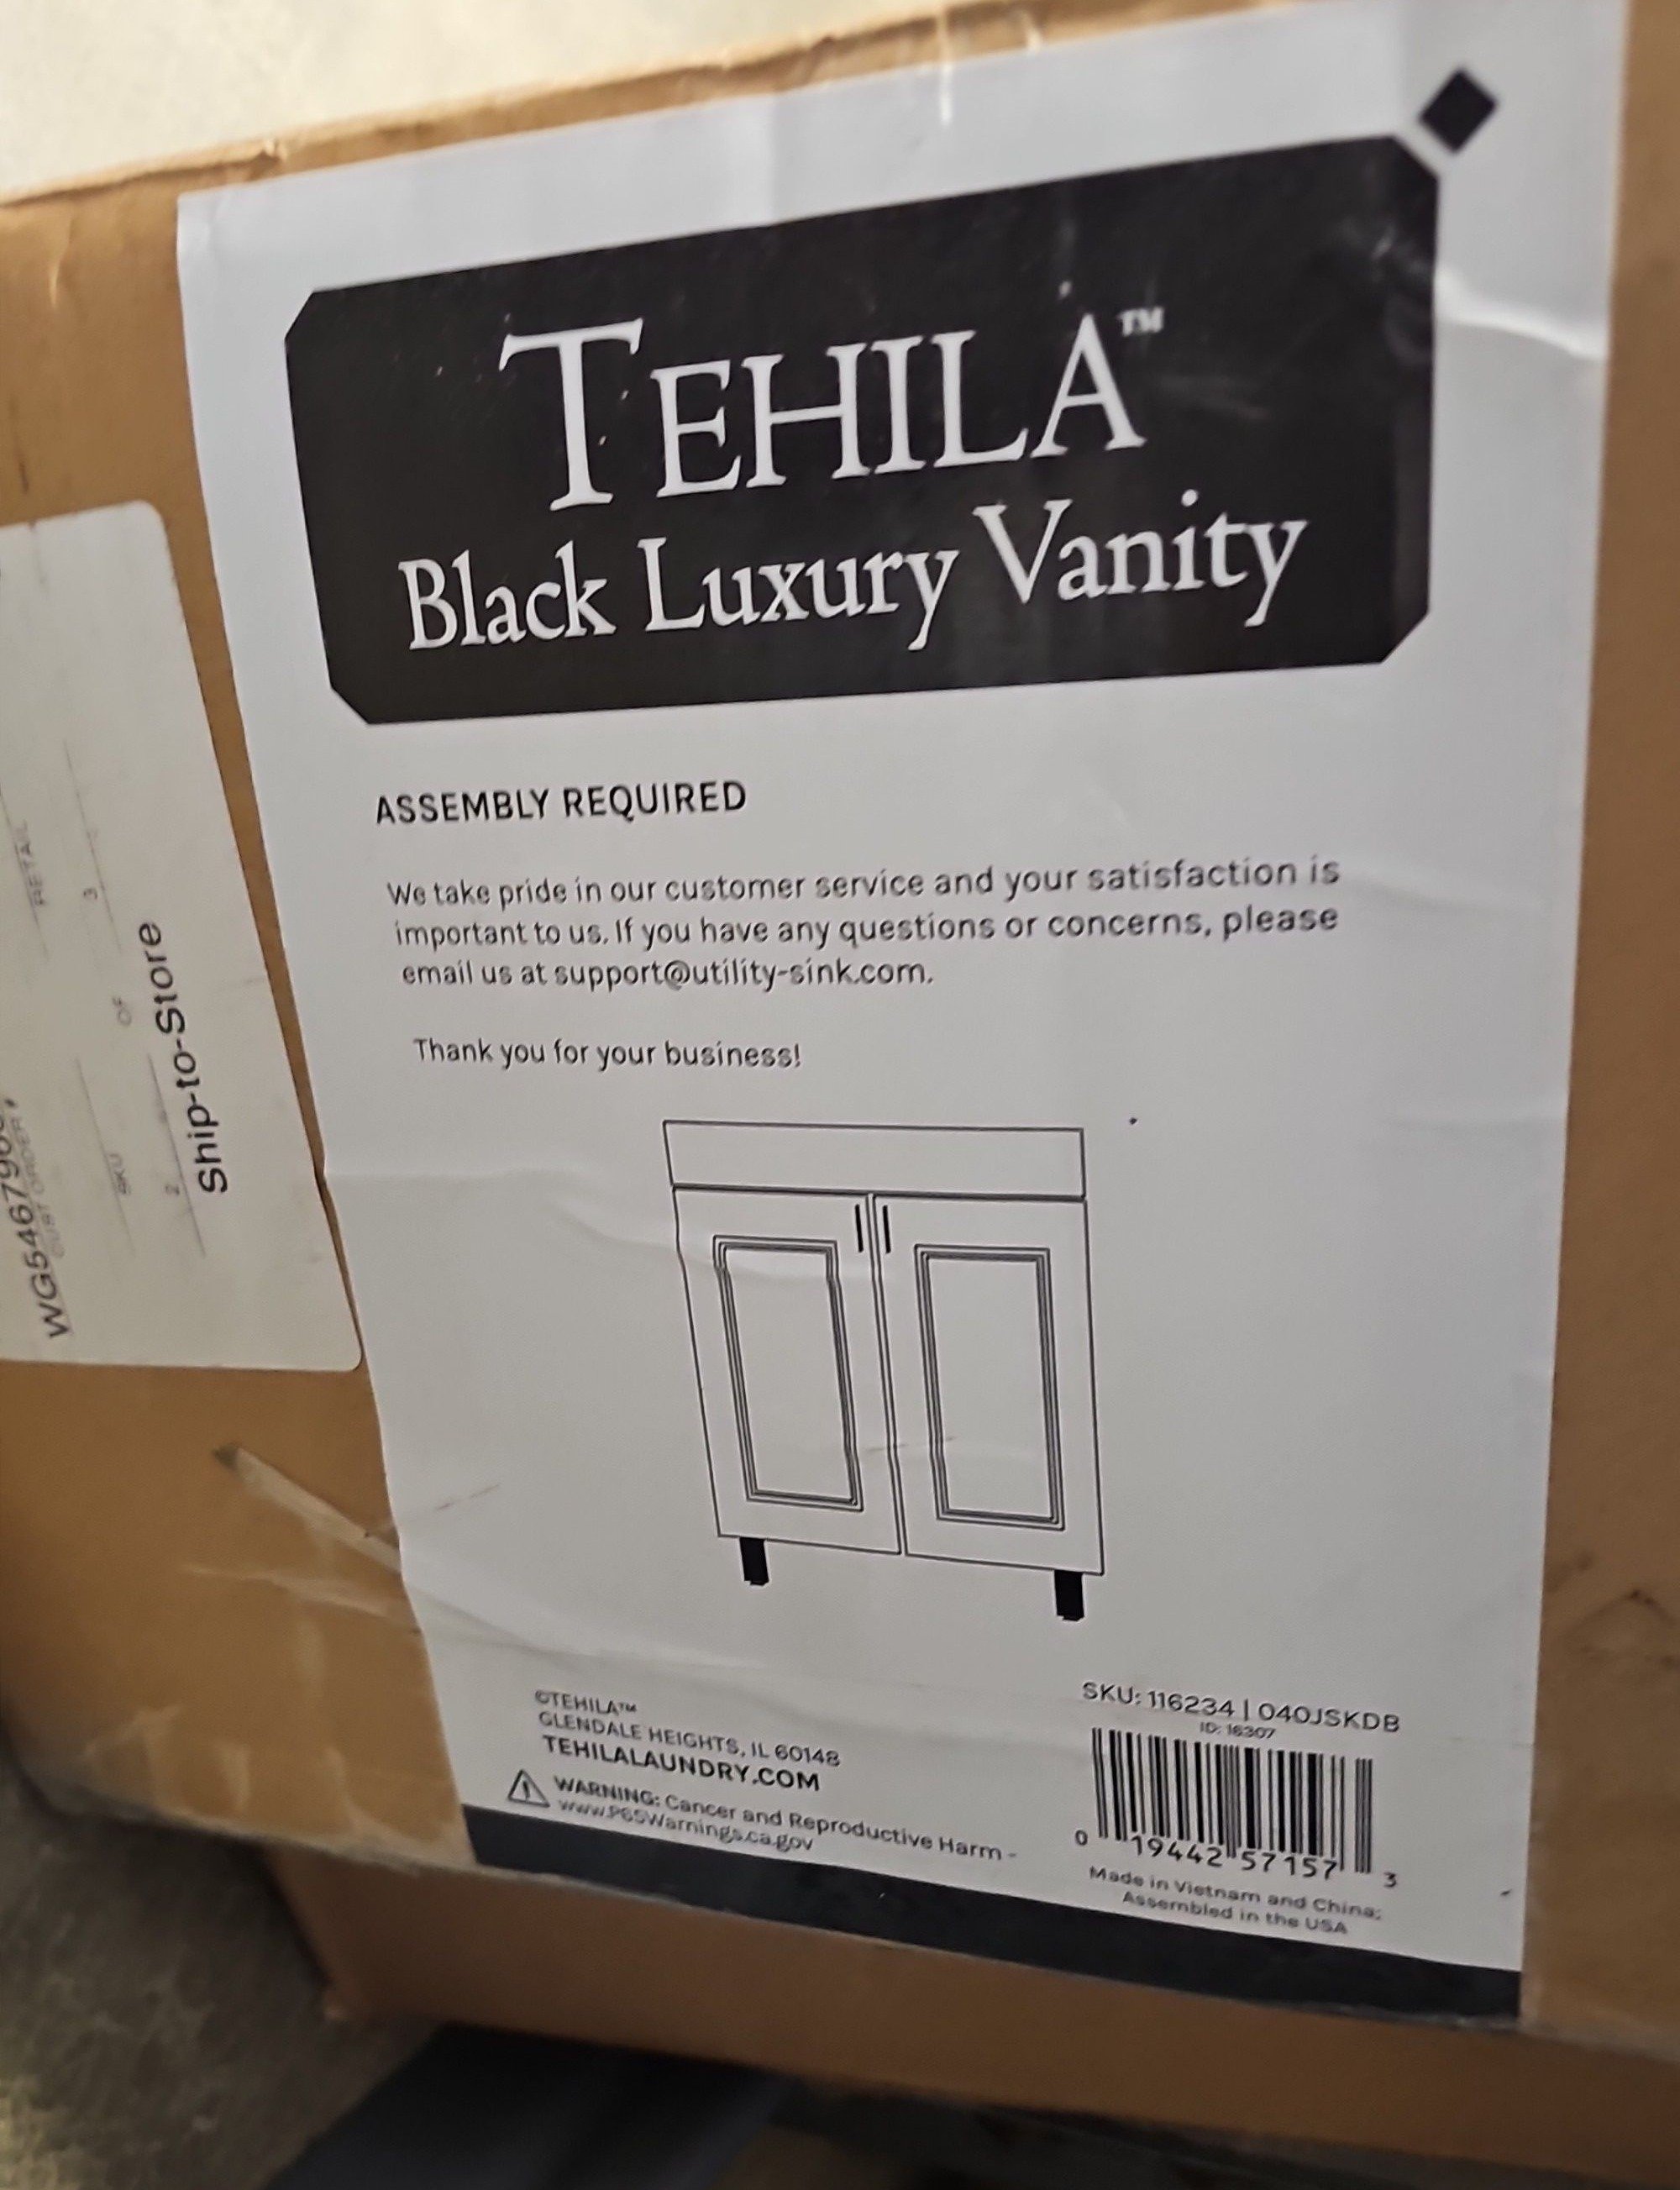 TEHILA™
Black Luxury Vanity
ASSEMBLY REQUIRED
We take pride in our customer service and your satisfaction is
important to us. If you have any questions or concerns, please
email us at support@utility-sink.com.
Thank you for your business!
©TEHILA™
GLENDALE HEIGHTS, IL 60148
TEHILALAUNDRY.COM
WARNING: Cancer and Reproductive Harm -
www.P65Warnings.ca.gov
SKU: 116234 | 040JSKDB
ID: 16307
0 19442 57157 3
Made in Vietnam and China;
Assembled in the USA
RETAIL
3
SKU OF
2
Ship-to-Store
CUST ORDER